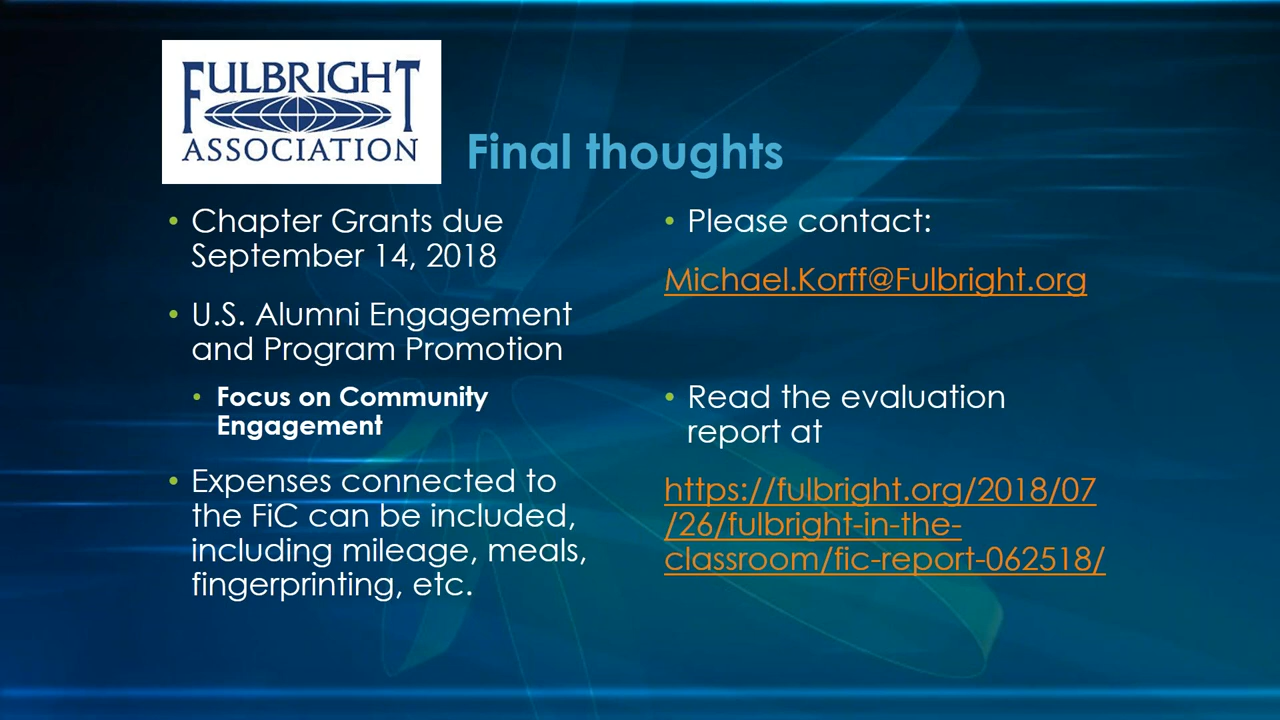 FULBRIGHT
ASSOCIATION
Final thoughts
• Chapter Grants due
September 14, 2018
• U.S. Alumni Engagement
and Program Promotion
• Focus on Community
Engagement
• Expenses connected to
the FiC can be included,
including mileage, meals,
fingerprinting, etc.
• Please contact:
Michael.Korff@Fulbright.org
• Read the evaluation
report at
https://fulbright.org/2018/07
/26/fulbright-in-the-
classroom/fic-report-062518/